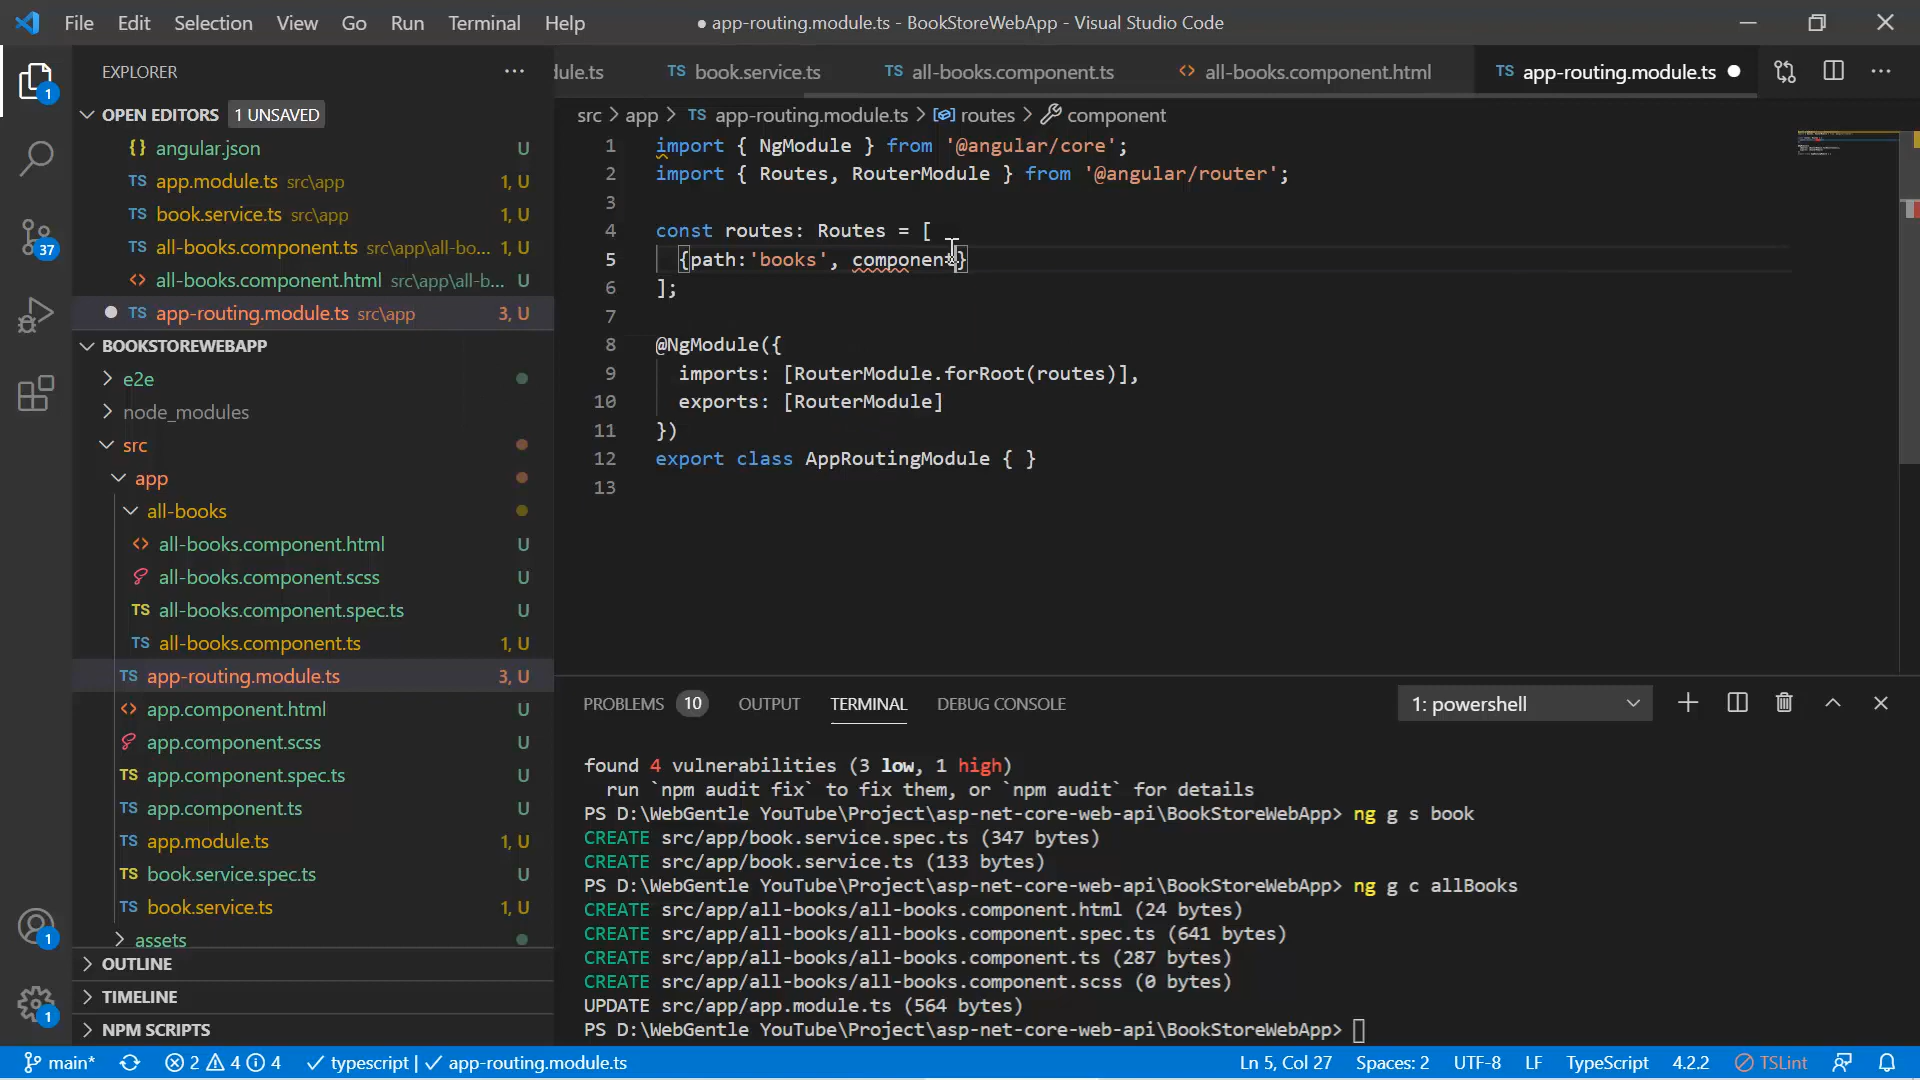 File Edit Selection View Go Run Terminal Help
● app-routing.module.ts - BookStoreWebApp - Visual Studio Code
EXPLORER
OPEN EDITORS 1 UNSAVED
{} angular.json U
TS app.module.ts src\app 1, U
TS book.service.ts src\app 1, U
TS all-books.component.ts src\app\all-bo... 1, U
<> all-books.component.html src\app\all-b... U
● TS app-routing.module.ts src\app 3, U
BOOKSTOREWEBAPP
e2e
node_modules
src
app
all-books
<> all-books.component.html U
all-books.component.scss U
TS all-books.component.spec.ts U
TS all-books.component.ts 1, U
TS app-routing.module.ts 3, U
<> app.component.html U
app.component.scss U
TS app.component.spec.ts U
TS app.component.ts U
TS app.module.ts 1, U
TS book.service.spec.ts U
TS book.service.ts 1, U
assets
OUTLINE
TIMELINE
NPM SCRIPTS
1
37
1
1
dule.ts TS book.service.ts TS all-books.component.ts <> all-books.component.html TS app-routing.module.ts
src > app > TS app-routing.module.ts > routes > component
1 import { NgModule } from '@angular/core';
2 import { Routes, RouterModule } from '@angular/router';
3
4 const routes: Routes = [
5 {path:'books', component}
6 ];
7
8 @NgModule({
9 imports: [RouterModule.forRoot(routes)],
10 exports: [RouterModule]
11 })
12 export class AppRoutingModule { }
13
PROBLEMS 10 OUTPUT TERMINAL DEBUG CONSOLE 1: powershell
found 4 vulnerabilities (3 low, 1 high)
run `npm audit fix` to fix them, or `npm audit` for details
PS D:\WebGentle YouTube\Project\asp-net-core-web-api\BookStoreWebApp> ng g s book
CREATE src/app/book.service.spec.ts (347 bytes)
CREATE src/app/book.service.ts (133 bytes)
PS D:\WebGentle YouTube\Project\asp-net-core-web-api\BookStoreWebApp> ng g c allBooks
CREATE src/app/all-books/all-books.component.html (24 bytes)
CREATE src/app/all-books/all-books.component.spec.ts (641 bytes)
CREATE src/app/all-books/all-books.component.ts (287 bytes)
CREATE src/app/all-books/all-books.component.scss (0 bytes)
UPDATE src/app/app.module.ts (564 bytes)
PS D:\WebGentle YouTube\Project\asp-net-core-web-api\BookStoreWebApp>
main* 2 4 4 typescript | app-routing.module.ts Ln 5, Col 27 Spaces: 2 UTF-8 LF TypeScript 4.2.2 TSLint